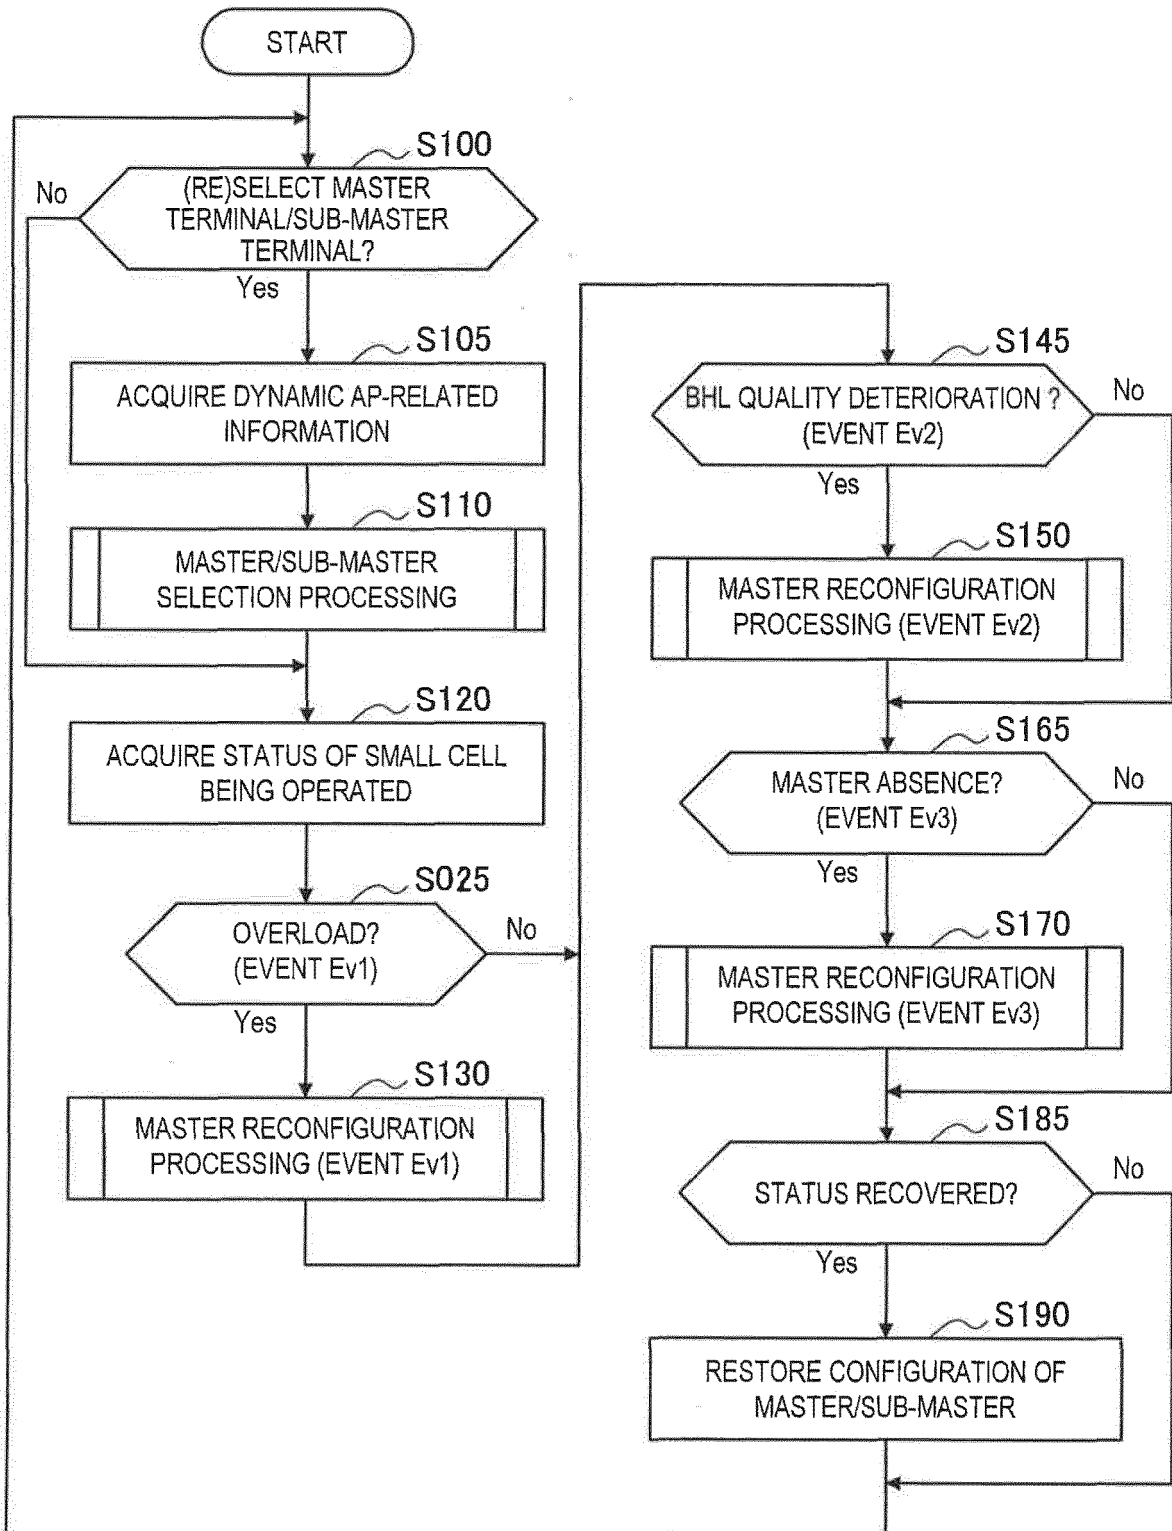 START
S100
No
(RE)SELECT MASTER
TERMINAL/SUB-MASTER
TERMINAL?
Yes
S105
ACQUIRE DYNAMIC AP-RELATED
INFORMATION
S110
MASTER/SUB-MASTER
SELECTION PROCESSING
S120
ACQUIRE STATUS OF SMALL CELL
BEING OPERATED
S025
OVERLOAD?
(EVENT Ev1)
No
Yes
S130
MASTER RECONFIGURATION
PROCESSING (EVENT Ev1)
S145
BHL QUALITY DETERIORATION ?
(EVENT Ev2)
No
Yes
S150
MASTER RECONFIGURATION
PROCESSING (EVENT Ev2)
S165
MASTER ABSENCE?
(EVENT Ev3)
No
Yes
S170
MASTER RECONFIGURATION
PROCESSING (EVENT Ev3)
S185
STATUS RECOVERED?
No
Yes
S190
RESTORE CONFIGURATION OF
MASTER/SUB-MASTER